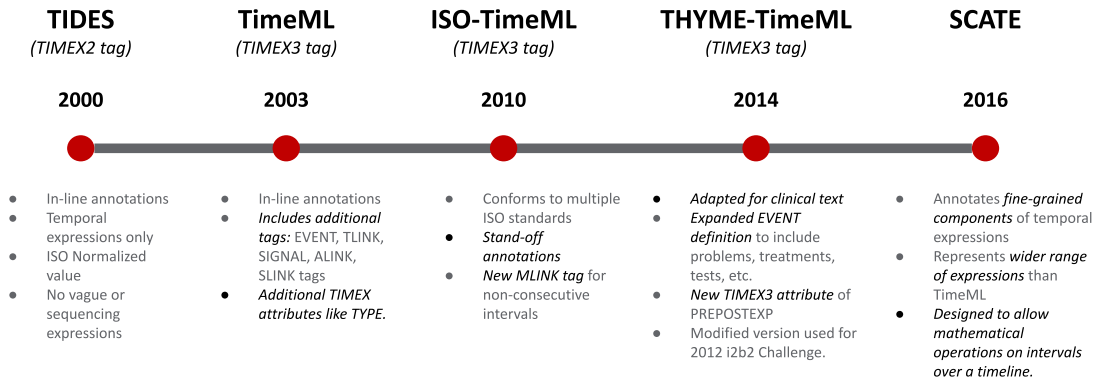 TIDES
(TIMEX2 tag)
2000
● In-line annotations
● Temporal
expressions only
● ISO Normalized
value
● No vague or
sequencing
expressions
TimeML
(TIMEX3 tag)
2003
● In-line annotations
● Includes additional
tags: EVENT, TLINK,
SIGNAL, ALINK,
SLINK tags
● Additional TIMEX
attributes like TYPE.
ISO-TimeML
(TIMEX3 tag)
2010
● Conforms to multiple
ISO standards
● Stand-off
annotations
● New MLINK tag for
non-consecutive
intervals
THYME-TimeML
(TIMEX3 tag)
2014
● Adapted for clinical text
● Expanded EVENT
definition to include
problems, treatments,
tests, etc.
● New TIMEX3 attribute of
PREPOSTEXP
● Modified version used for
2012 i2b2 Challenge.
SCATE
2016
● Annotates fine-grained
components of temporal
expressions
● Represents wider range
of expressions than
TimeML
● Designed to allow
mathematical
operations on intervals
over a timeline.